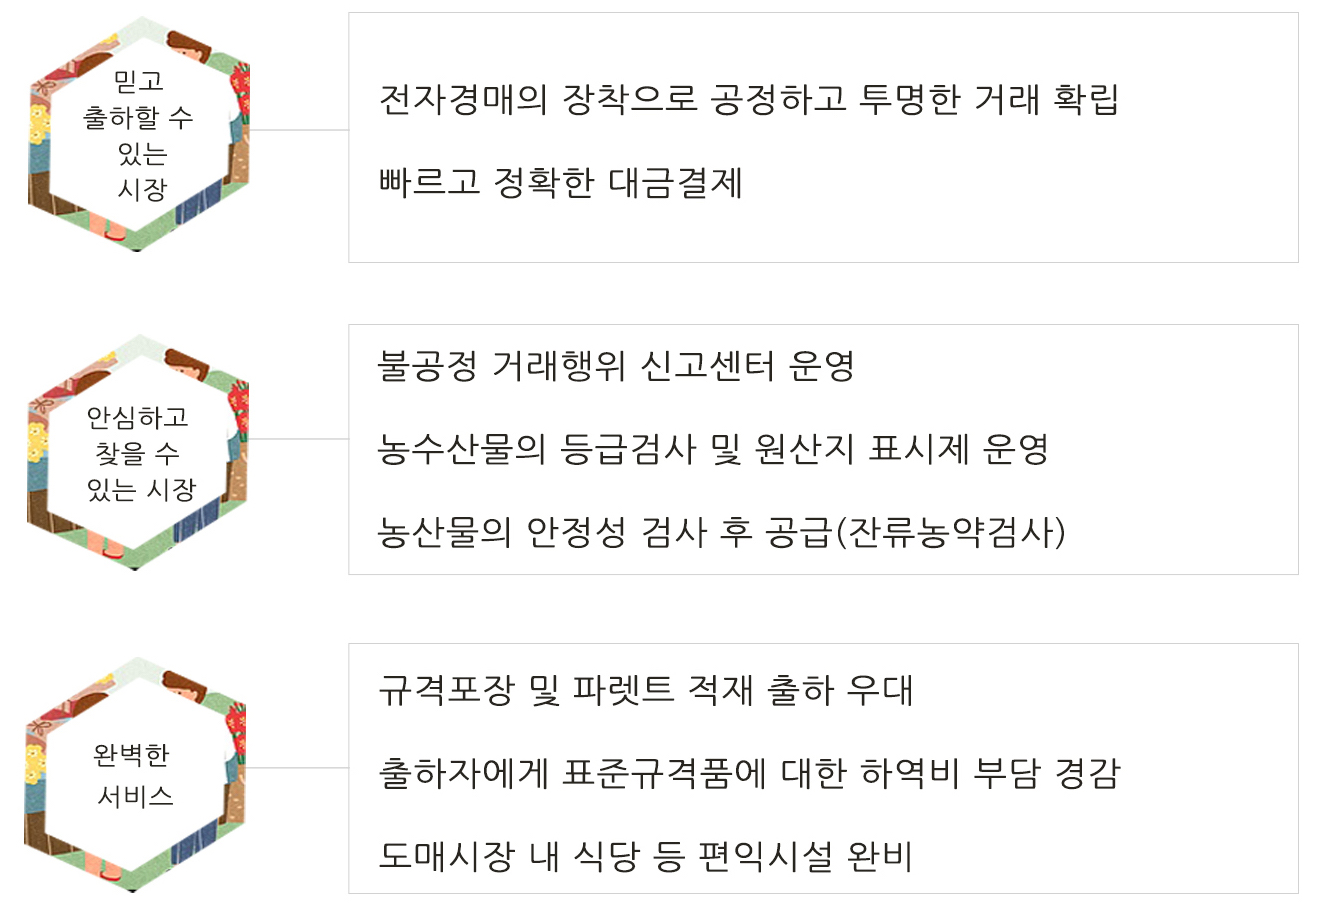 믿고
출하할 수
있는
시장
전자경매의 장착으로 공정하고 투명한 거래 확립
빠르고 정확한 대금결제
안심하고
찾을 수
있는 시장
불공정 거래행위 신고센터 운영
농수산물의 등급검사 및 원산지 표시제 운영
농산물의 안정성 검사 후 공급(잔류농약검사)
완벽한
서비스
규격포장 및 파렛트 적재 출하 우대
출하자에게 표준규격품에 대한 하역비 부담 경감
도매시장 내 식당 등 편익시설 완비